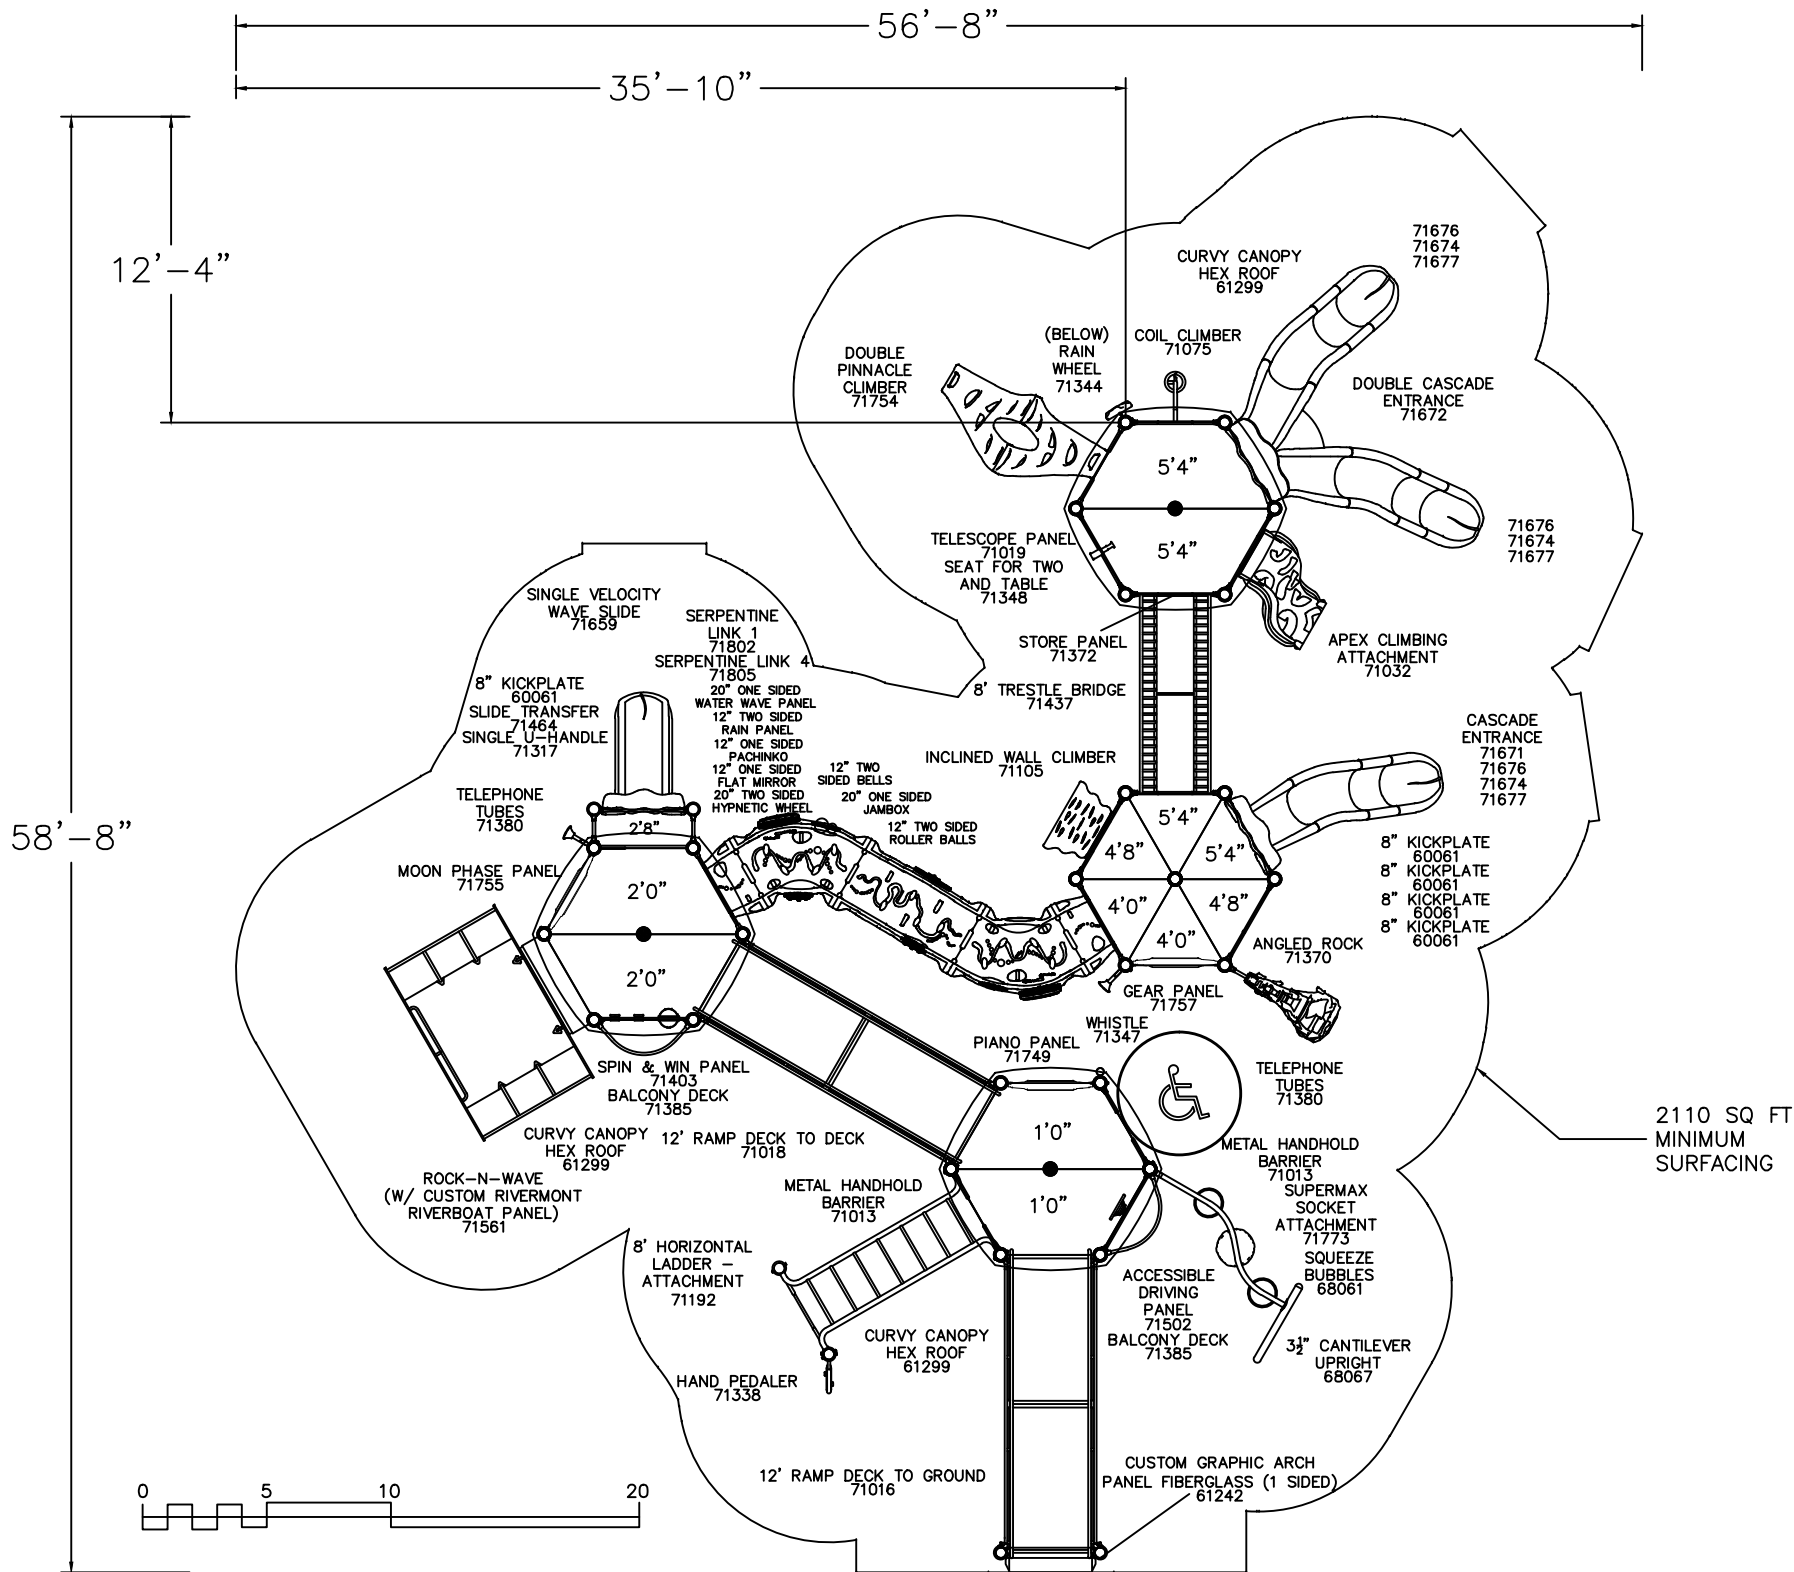 56'-8"
35'-10"
12'-4"
58'-8"
71676
71674
71677
CURVY CANOPY
HEX ROOF
61299
(BELOW)
RAIN
WHEEL
71344
COIL CLIMBER
71075
DOUBLE
PINNACLE
CLIMBER
71754
DOUBLE CASCADE
ENTRANCE
71672
5'4"
5'4"
71676
71674
71677
TELESCOPE PANEL
71019
SEAT FOR TWO
AND TABLE
71348
STORE PANEL
71372
APEX CLIMBING
ATTACHMENT
71032
8' TRESTLE BRIDGE
71437
SINGLE VELOCITY
WAVE SLIDE
71659
SERPENTINE
LINK 1
71802
SERPENTINE LINK 4
71805
20" ONE SIDED
WATER WAVE PANEL
12" TWO SIDED
RAIN PANEL
12" ONE SIDED
PACHINKO
12" ONE SIDED
FLAT MIRROR
20" TWO SIDED
HYPNETIC WHEEL
12" TWO
SIDED BELLS
20" ONE SIDED
JAMBOX
12" TWO SIDED
ROLLER BALLS
8" KICKPLATE
60061
SLIDE TRANSFER
71464
SINGLE U-HANDLE
71317
TELEPHONE
TUBES
71380
MOON PHASE PANEL
71755
INCLINED WALL CLIMBER
71105
CASCADE
ENTRANCE
71671
71676
71674
71677
8" KICKPLATE
60061
8" KICKPLATE
60061
8" KICKPLATE
60061
8" KICKPLATE
60061
2'8"
2'0"
2'0"
5'4"
4'8"
5'4"
4'0"
4'8"
4'0"
ANGLED ROCK
71370
GEAR PANEL
71757
WHISTLE
71347
PIANO PANEL
71749
TELEPHONE
TUBES
71380
SPIN & WIN PANEL
71403
BALCONY DECK
71385
CURVY CANOPY
HEX ROOF
61299
12' RAMP DECK TO DECK
71018
ROCK-N-WAVE
(W/ CUSTOM RIVERMONT
RIVERBOAT PANEL)
71561
1'0"
1'0"
METAL HANDHOLD
BARRIER
71013
METAL HANDHOLD
BARRIER
71013
SUPERMAX
SOCKET
ATTACHMENT
71773
SQUEEZE
BUBBLES
68061
2110 SQ FT
MINIMUM
SURFACING
8' HORIZONTAL
LADDER -
ATTACHMENT
71192
ACCESSIBLE
DRIVING
PANEL
71502
BALCONY DECK
71385
CURVY CANOPY
HEX ROOF
61299
3½" CANTILEVER
UPRIGHT
68067
HAND PEDALER
71338
12' RAMP DECK TO GROUND
71016
CUSTOM GRAPHIC ARCH
PANEL FIBERGLASS (1 SIDED)
61242
0 5 10 20